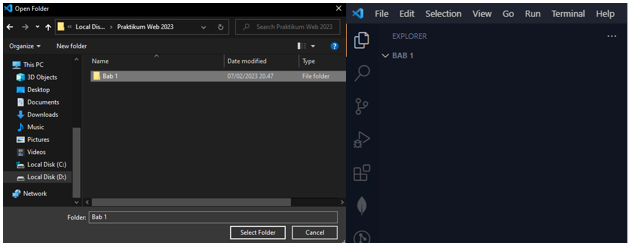 Open Folder
« Local Disk... › Praktikum Web 2023
Search Praktikum Web 2023
Organize New folder
Name Date modified Type
This PC
3D Objects
Desktop
Documents
Downloads
Music
Pictures
Videos
Local Disk (C:)
Local Disk (D:)
Network
Bab 1 07/02/2023 20.47 File folder
Folder: Bab 1
Select Folder Cancel
File Edit Selection View Go Run Terminal Help
EXPLORER ...
BAB 1